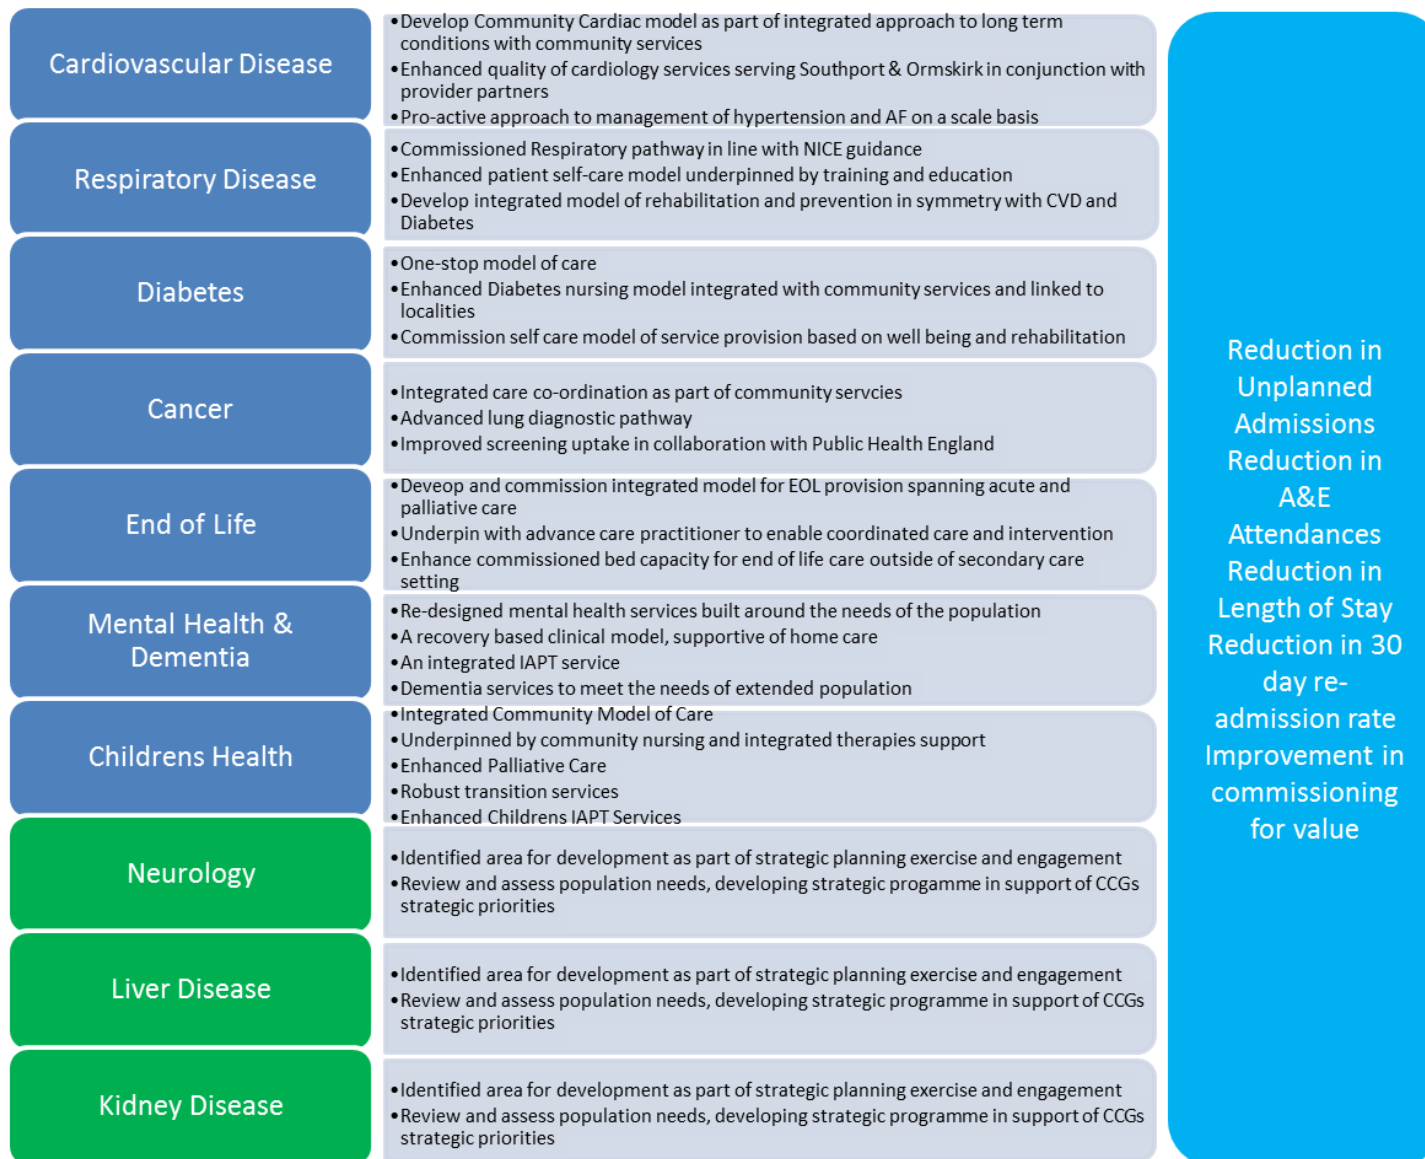 Cardiovascular Disease
•Develop Community Cardiac model as part of integrated approach to long term
conditions with community services
•Enhanced quality of cardiology services serving Southport & Ormskirk in conjunction with
provider partners
•Pro-active approach to management of hypertension and AF on a scale basis
Respiratory Disease
•Commissioned Respiratory pathway in line with NICE guidance
•Enhanced patient self-care model underpinned by training and education
•Develop integrated model of rehabilitation and prevention in symmetry with CVD and
Diabetes
Diabetes
•One-stop model of care
•Enhanced Diabetes nursing model integrated with community services and linked to
localities
•Commission self care model of service provision based on well being and rehabilitation
Cancer
•Integrated care co-ordination as part of community servcies
•Advanced lung diagnostic pathway
•Improved screening uptake in collaboration with Public Health England
End of Life
•Deveop and commission integrated model for EOL provision spanning acute and
palliative care
•Underpin with advance care practitioner to enable coordinated care and intervention
•Enhance commissioned bed capacity for end of life care outside of secondary care
setting
Mental Health &
Dementia
•Re-designed mental health services built around the needs of the population
•A recovery based clinical model, supportive of home care
•An integrated IAPT service
•Dementia services to meet the needs of extended population
Childrens Health
•Integrated Community Model of Care
•Underpinned by community nursing and integrated therapies support
•Enhanced Palliative Care
•Robust transition services
•Enhanced Childrens IAPT Services
Neurology
•Identified area for development as part of strategic planning exercise and engagement
•Review and assess population needs, developing strategic progamme in support of CCGs
strategic priorities
Liver Disease
•Identified area for development as part of strategic planning exercise and engagement
•Review and assess population needs, developing strategic programme in support of CCGs
strategic priorities
Kidney Disease
•Identified area for development as part of strategic planning exercise and engagement
•Review and assess population needs, developing strategic programme in support of CCGs
strategic priorities
Reduction in
Unplanned
Admissions
Reduction in
A&E
Attendances
Reduction in
Length of Stay
Reduction in 30
day re-
admission rate
Improvement in
commissioning
for value